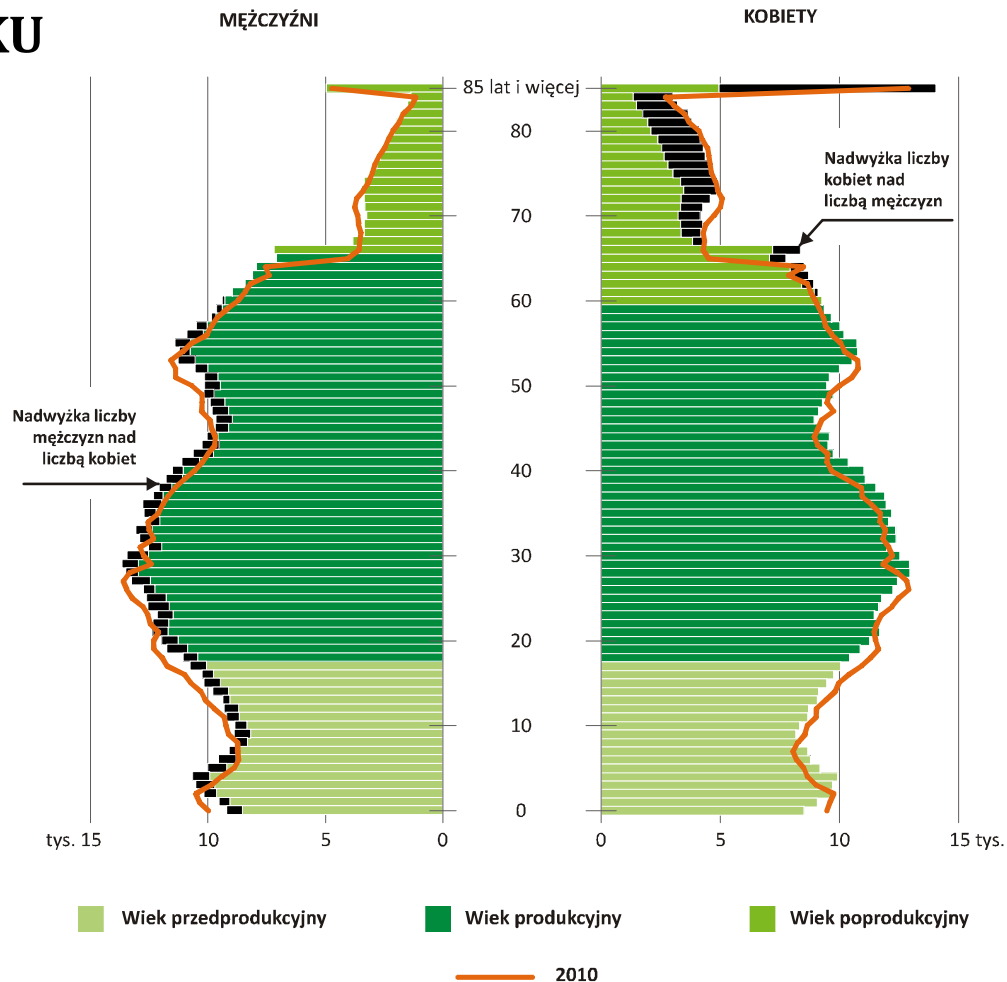 KU
MĘŻCZYŹNI
KOBIETY
85 lat i więcej
80
70
60
50
40
30
20
10
0
Nadwyżka liczby
kobiet nad
liczbą mężczyzn
Nadwyżka liczby
mężczyzn nad
liczbą kobiet
tys. 15
10
5
0
0
5
10
15 tys.
Wiek przedprodukcyjny
Wiek produkcyjny
Wiek poprodukcyjny
2010